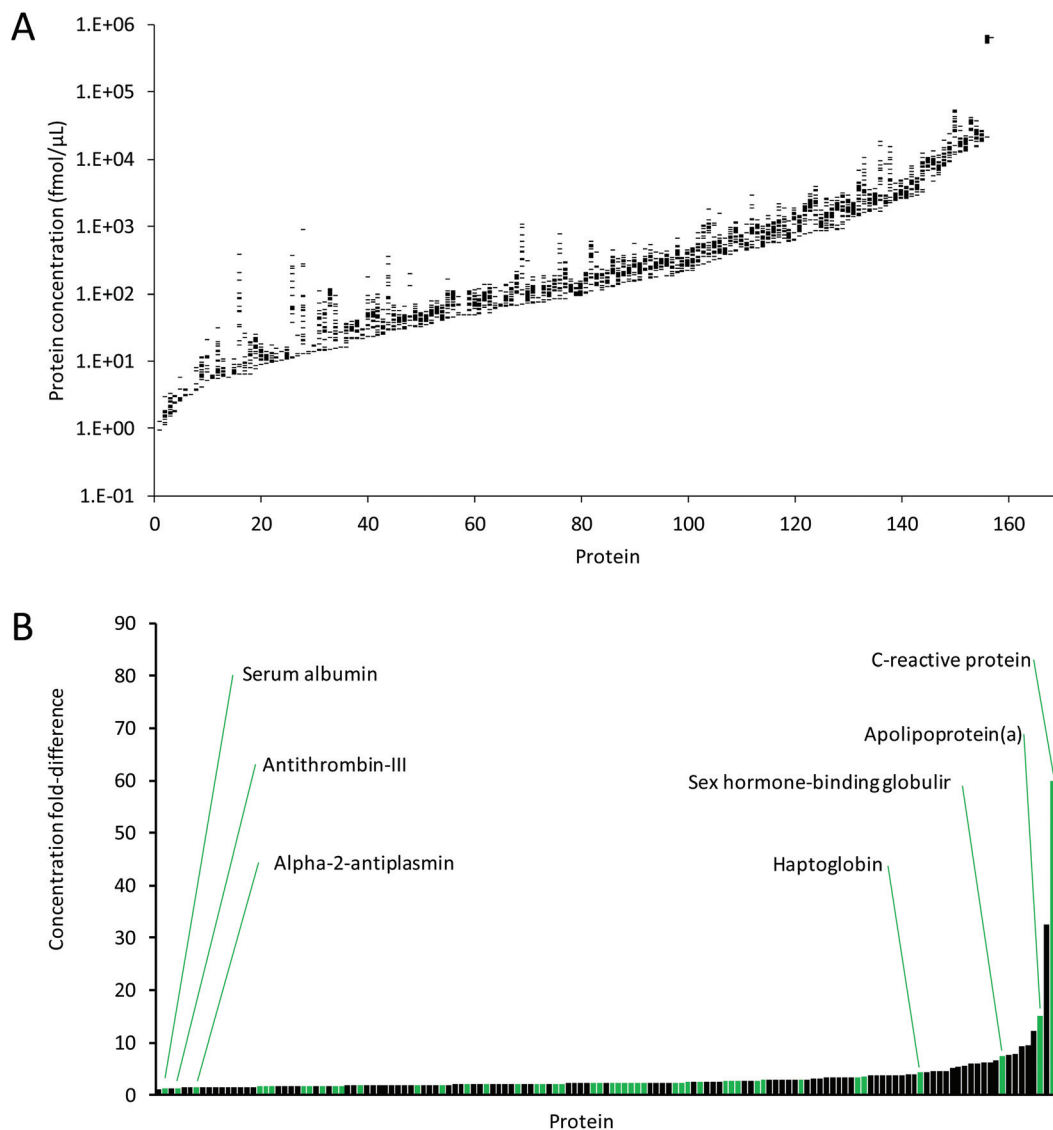 A
Protein concentration (fmol/µL)
1.E+06
1.E+05
1.E+04
1.E+03
1.E+02
1.E+01
1.E+00
1.E-01
0 20 40 60 80 100 120 140 160
Protein
B
Concentration fold-difference
90
80
70
60
50
40
30
20
10
0
Serum albumin
Antithrombin-III
Alpha-2-antiplasmin
C-reactive protein
Apolipoprotein(a)
Sex hormone-binding globulir
Haptoglobin
Protein